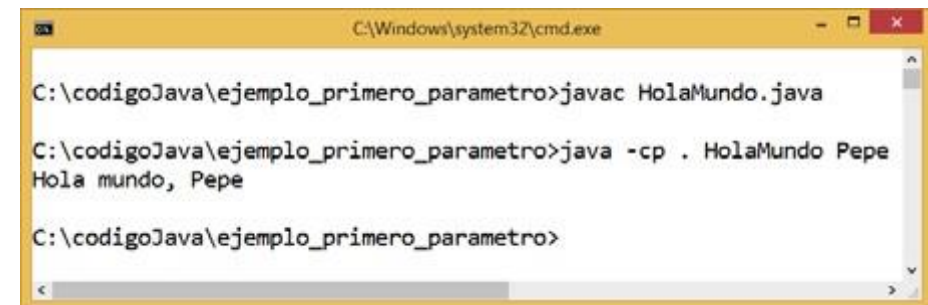 C:\Windows\system32\cmd.exe
C:\codigoJava\ejemplo_primero_parametro>javac HolaMundo.java
C:\codigoJava\ejemplo_primero_parametro>java -cp . HolaMundo Pepe
Hola mundo, Pepe
C:\codigoJava\ejemplo_primero_parametro>